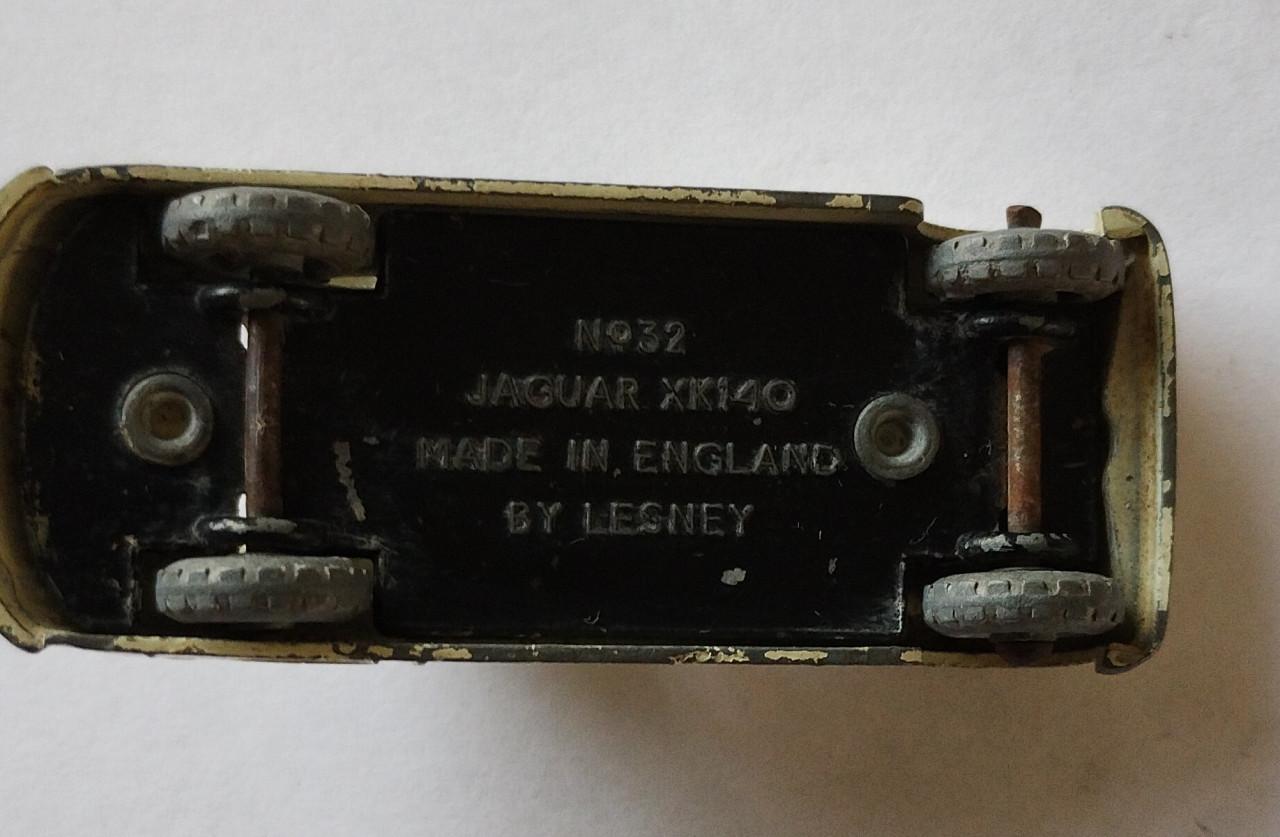 Nº32
JAGUAR XK140
MADE IN ENGLAND
BY LESNEY